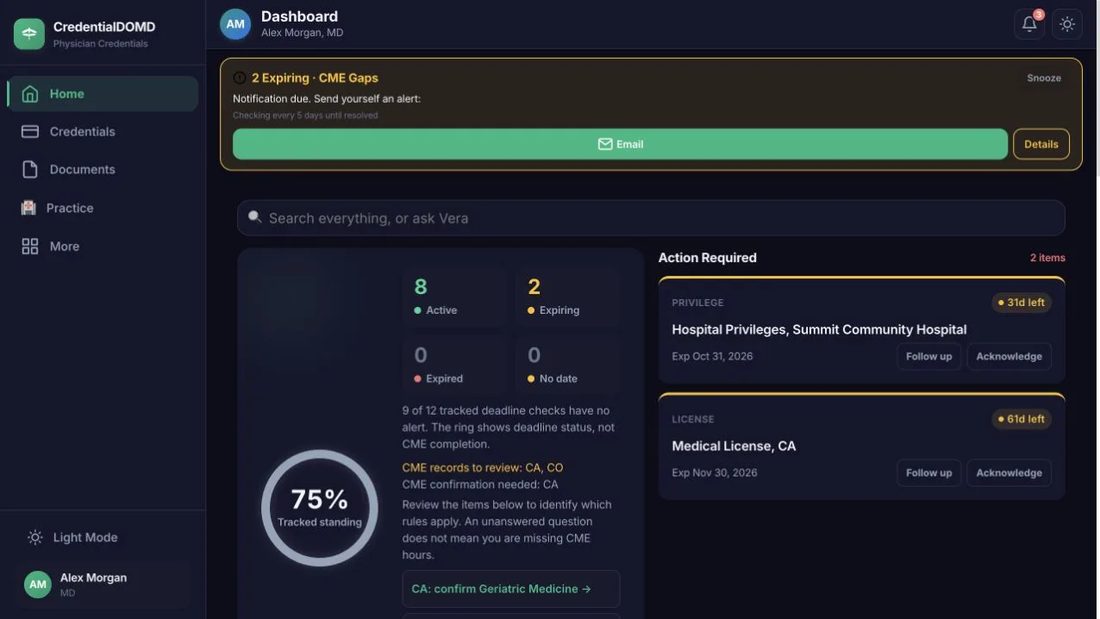 CredentialDOMD
Physician Credentials
Home
Credentials
Documents
Practice
More
Light Mode
AM
Alex Morgan
MD
AM
Dashboard
Alex Morgan, MD
3
2 Expiring · CME Gaps
Snooze
Notification due. Send yourself an alert:
Checking every 5 days until resolved
Email
Details
Search everything, or ask Vera
8
Active
2
Expiring
0
Expired
0
No date
75%
Tracked standing
9 of 12 tracked deadline checks have no
alert. The ring shows deadline status, not
CME completion.
CME records to review: CA, CO
CME confirmation needed: CA
Review the items below to identify which
rules apply. An unanswered question
does not mean you are missing CME
hours.
CA: confirm Geriatric Medicine →
Action Required
2 items
PRIVILEGE
31d left
Hospital Privileges, Summit Community Hospital
Exp Oct 31, 2026
Follow up
Acknowledge
LICENSE
61d left
Medical License, CA
Exp Nov 30, 2026
Follow up
Acknowledge